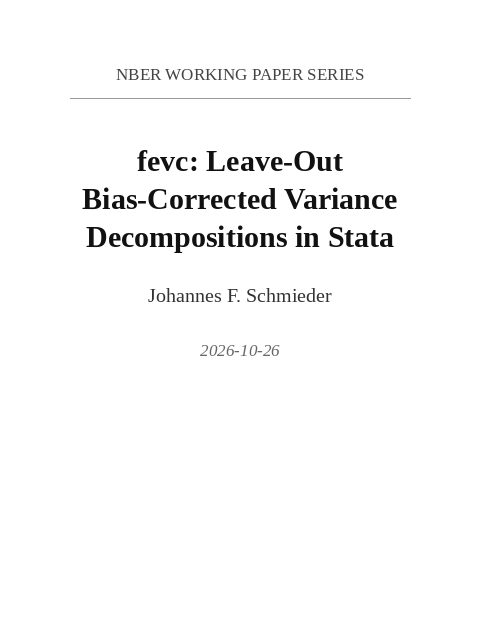 NBER WORKING PAPER SERIES
fevc: Leave-Out
Bias-Corrected Variance
Decompositions in Stata
Johannes F. Schmieder
2026-10-26